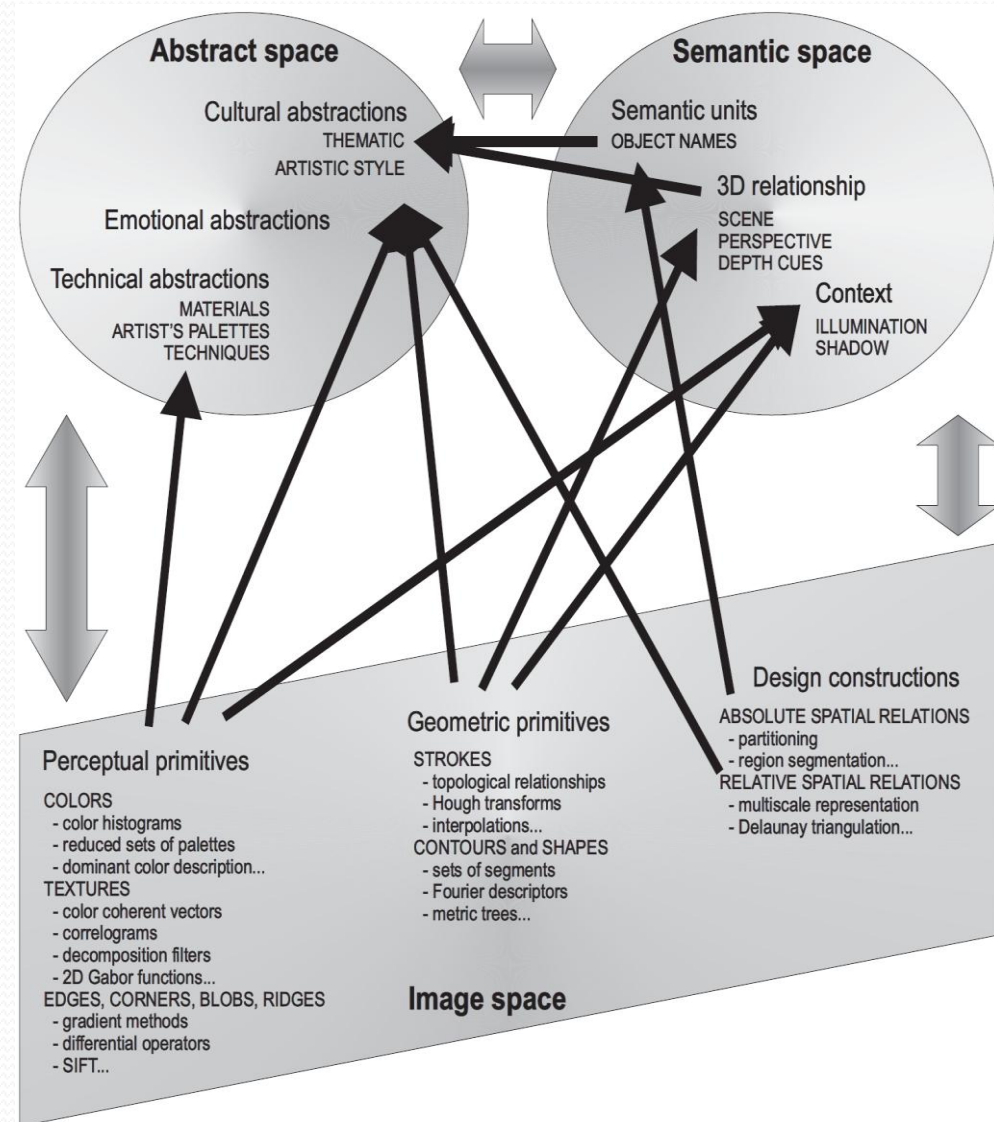 Abstract space
Cultural abstractions
THEMATIC
ARTISTIC STYLE
Emotional abstractions
Technical abstractions
MATERIALS
ARTIST'S PALETTES
TECHNIQUES
Semantic space
Semantic units
OBJECT NAMES
3D relationship
SCENE
PERSPECTIVE
DEPTH CUES
Context
ILLUMINATION
SHADOW
Perceptual primitives
COLORS
- color histograms
- reduced sets of palettes
- dominant color description...
TEXTURES
- color coherent vectors
- correlograms
- decomposition filters
- 2D Gabor functions...
EDGES, CORNERS, BLOBS, RIDGES
- gradient methods
- differential operators
- SIFT...
Geometric primitives
STROKES
- topological relationships
- Hough transforms
- interpolations...
CONTOURS and SHAPES
- sets of segments
- Fourier descriptors
- metric trees...
Design constructions
ABSOLUTE SPATIAL RELATIONS
- partitioning
- region segmentation...
RELATIVE SPATIAL RELATIONS
- multiscale representation
- Delaunay triangulation...
Image space